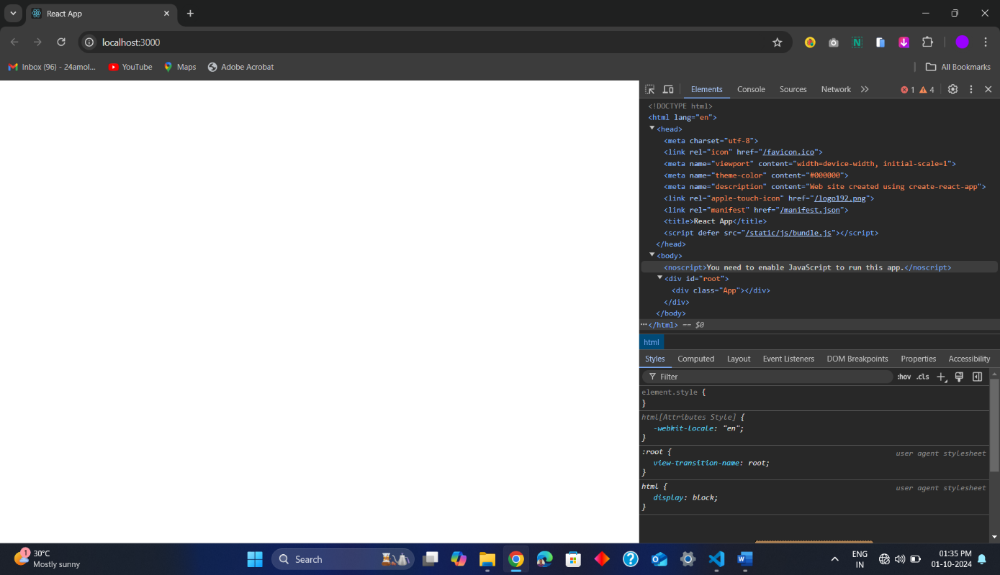 React App
localhost:3000
N
Inbox (96) - 24amol...
YouTube
Maps
Adobe Acrobat
All Bookmarks
Elements
Console
Sources
Network
1
4
<!DOCTYPE html>
<html lang="en">
<head>
<meta charset="utf-8">
<link rel="icon" href="/favicon.ico">
<meta name="viewport" content="width=device-width, initial-scale=1">
<meta name="theme-color" content="#000000">
<meta name="description" content="Web site created using create-react-app">
<link rel="apple-touch-icon" href="/logo192.png">
<link rel="manifest" href="/manifest.json">
<title>React App</title>
<script defer src="/static/js/bundle.js"></script>
</head>
<body>
<noscript>You need to enable JavaScript to run this app.</noscript>
<div id="root">
<div class="App"></div>
</div>
</body>
</html> == $0
html
Styles
Computed
Layout
Event Listeners
DOM Breakpoints
Properties
Accessibility
Filter
:hov
.cls
element.style {
}
html[Attributes Style] {
-webkit-locale: "en";
}
:root {
user agent stylesheet
view-transition-name: root;
}
html {
user agent stylesheet
display: block;
}
1
30°C
Mostly sunny
Search
W
ENG
IN
01:35 PM
01-10-2024